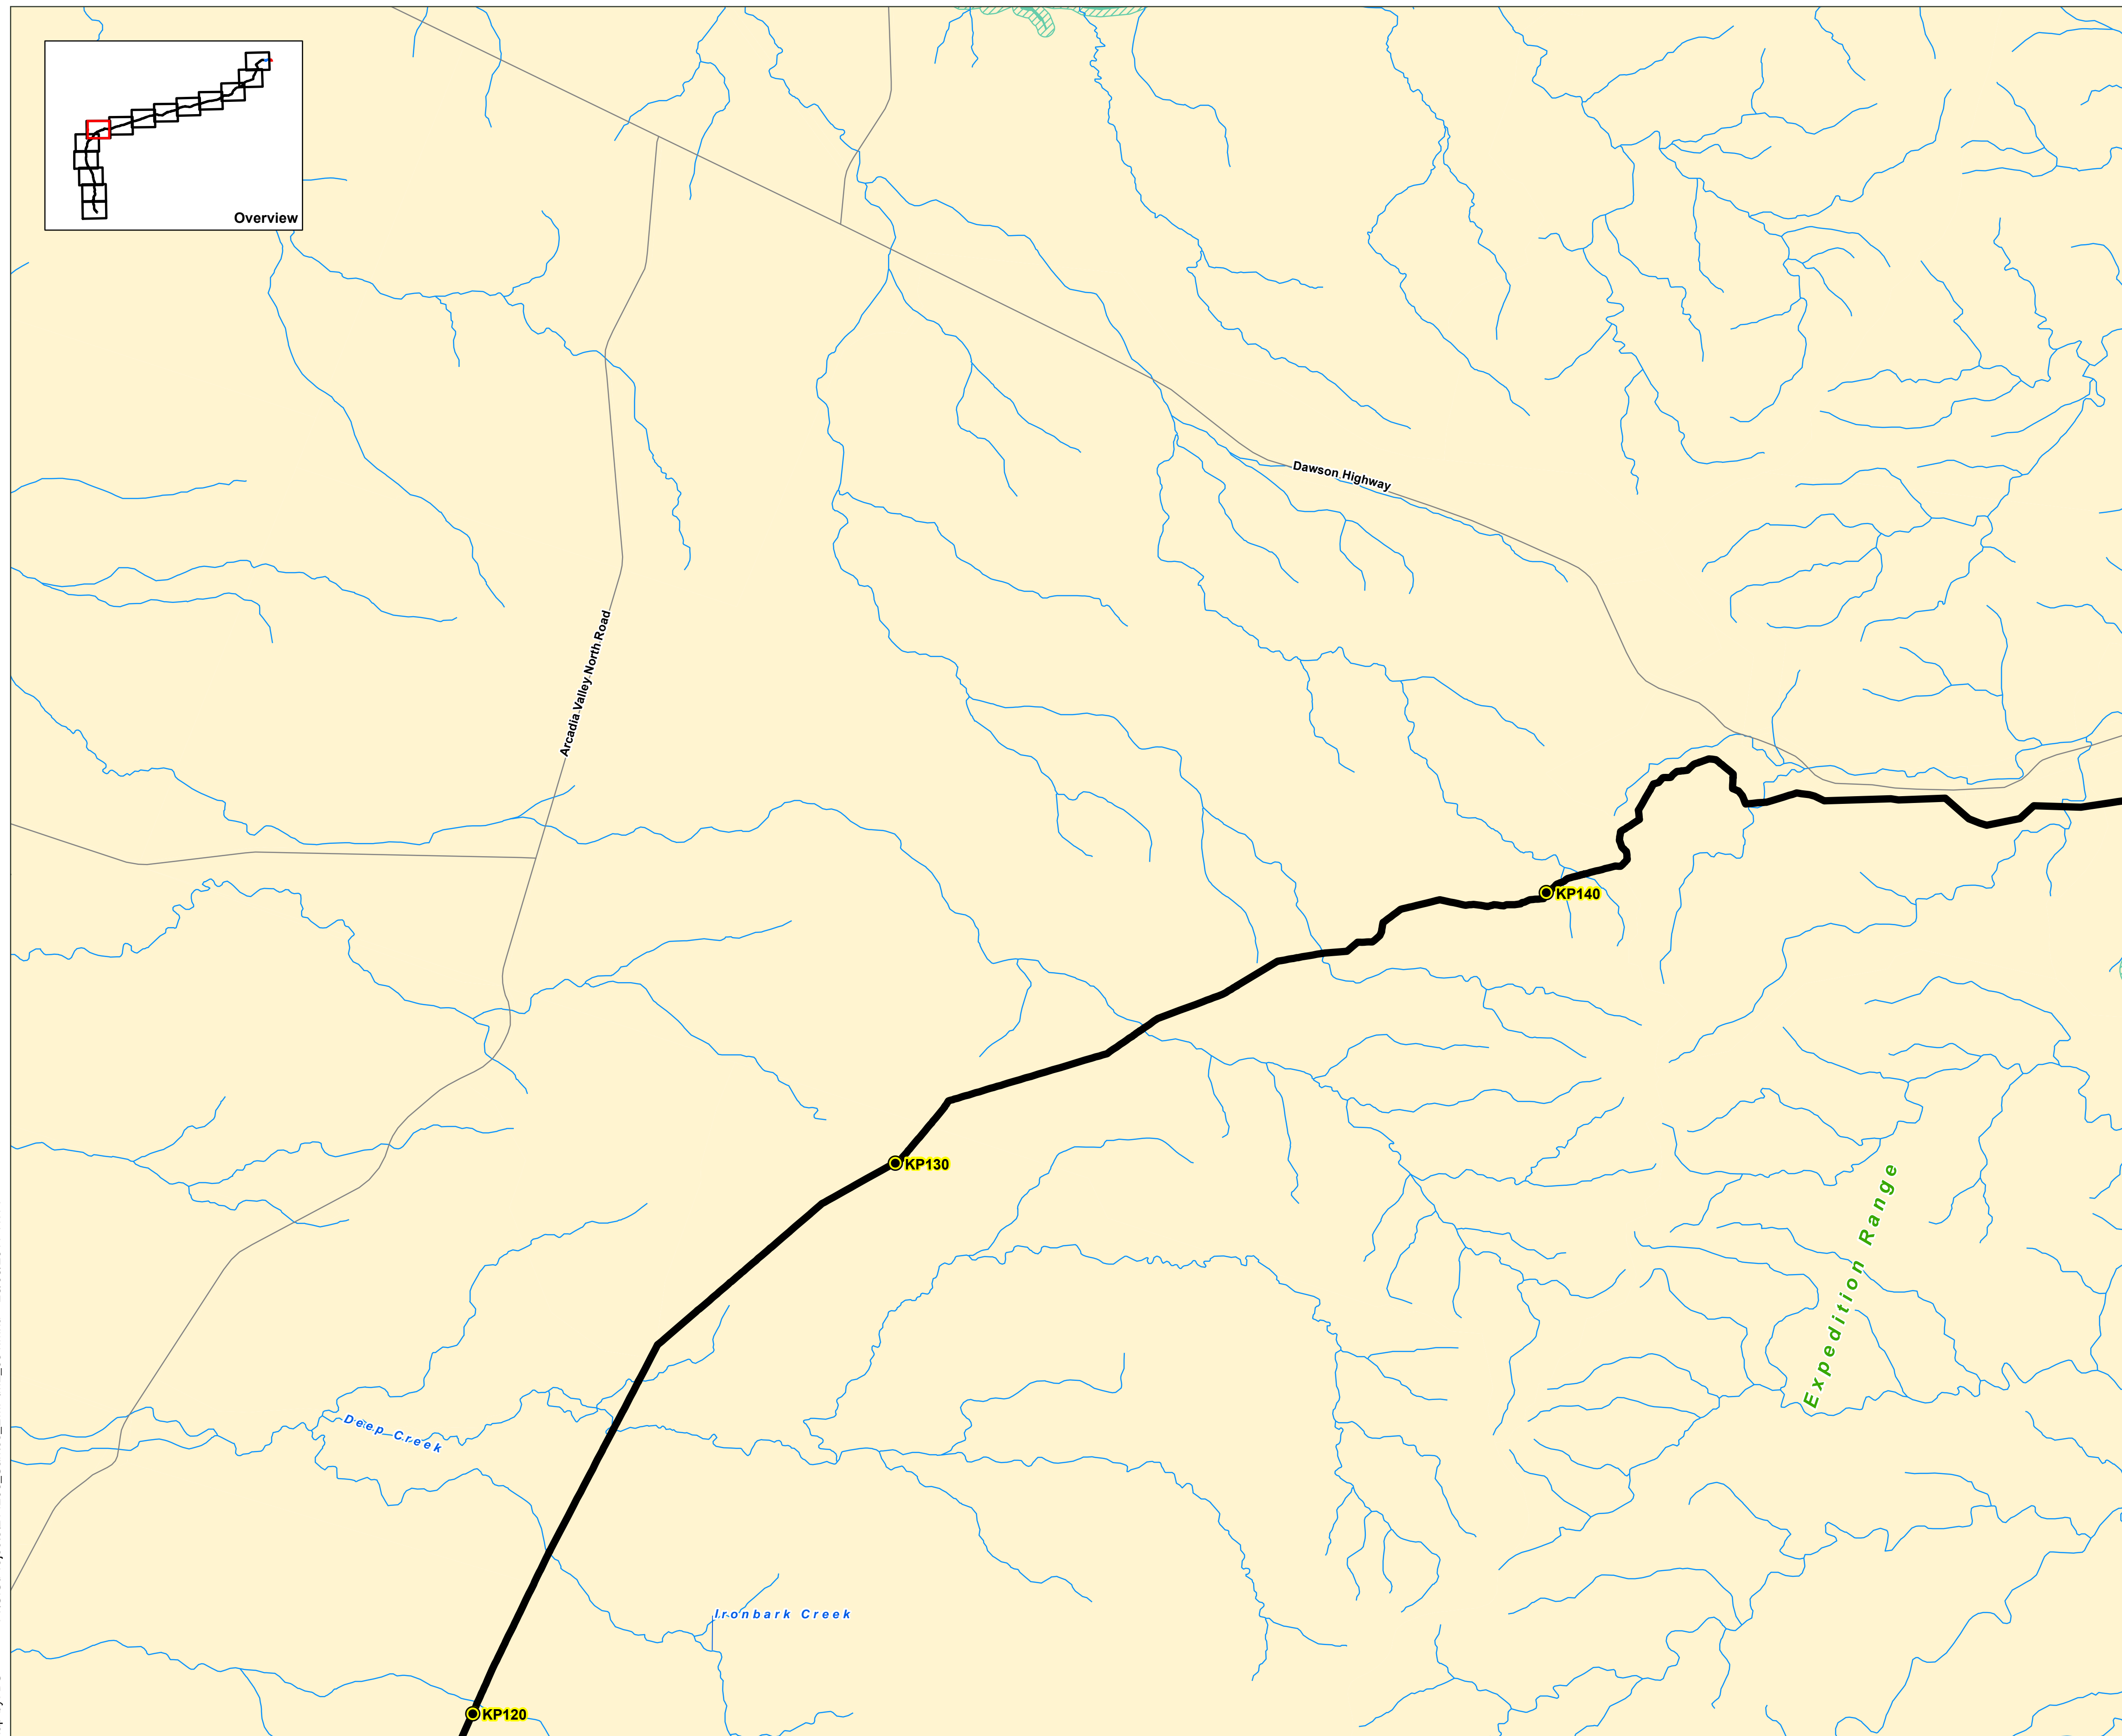 Overview
Dawson Highway
Arcadia Valley North Road
KP140
KP130
Expedition Range
Deep Creek
Ironbark Creek
KP120